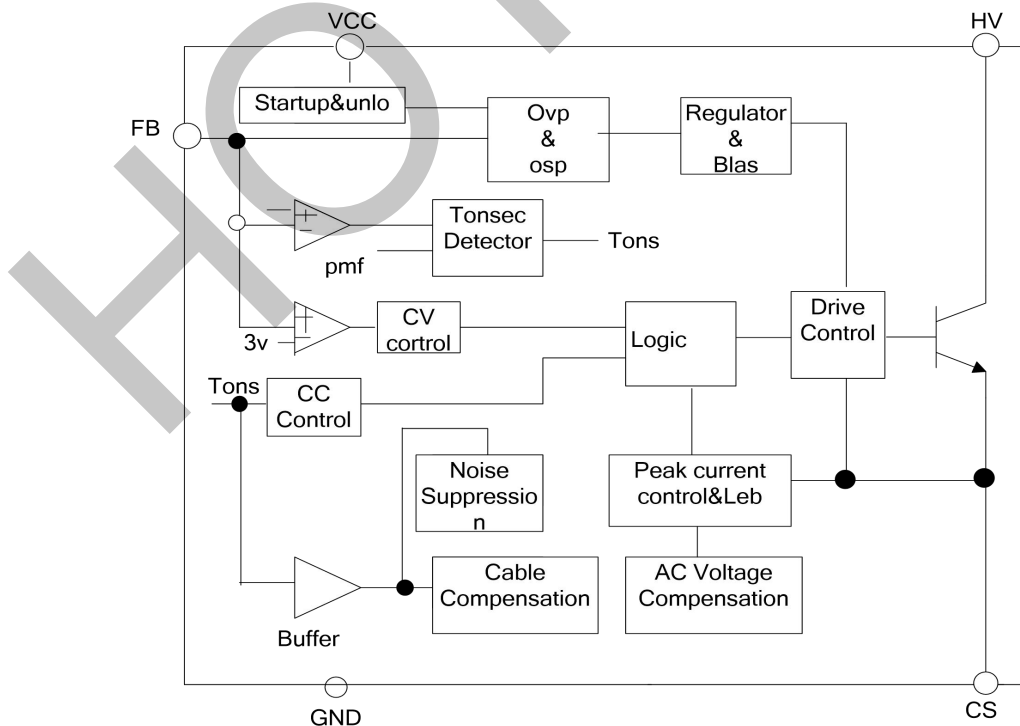 VCC
HV
Startup&unlo
FB
Ovp
&
osp
Regulator
&
Blas
Tonsec
Detector
Tons
pmf
3v
CV
cortrol
Logic
Drive
Control
Tons
CC
Control
Noise
Suppressio
n
Peak current
control&Leb
Cable
Compensation
AC Voltage
Compensation
Buffer
GND
CS